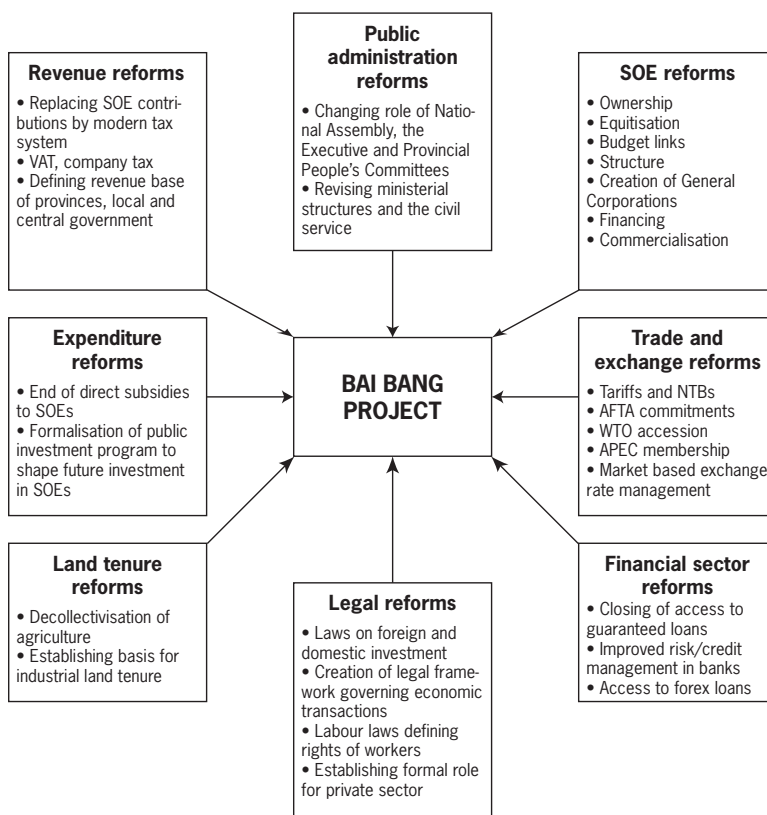 Revenue reforms
• Replacing SOE contri-
butions by modern tax
system
• VAT, company tax
• Defining revenue base
of provinces, local and
central government
Public
administration
reforms
• Changing role of Natio-
nal Assembly, the
Executive and Provincial
People's Committees
• Revising ministerial
structures and the civil
service
SOE reforms
• Ownership
• Equitisation
• Budget links
• Structure
• Creation of General
Corporations
• Financing
• Commercialisation
Expenditure
reforms
• End of direct subsidies
to SOEs
• Formalisation of public
investment program to
shape future investment
in SOEs
BAI BANG
PROJECT
Trade and
exchange reforms
• Tariffs and NTBs
• AFTA commitments
• WTO accession
• APEC membership
• Market based exchange
rate management
Land tenure
reforms
• Decollectivisation of
agriculture
• Establishing basis for
industrial land tenure
Legal reforms
• Laws on foreign and
domestic investment
• Creation of legal frame-
work governing economic
transactions
• Labour laws defining
rights of workers
• Establishing formal role
for private sector
Financial sector
reforms
• Closing of access to
guaranteed loans
• Improved risk/credit
management in banks
• Access to forex loans